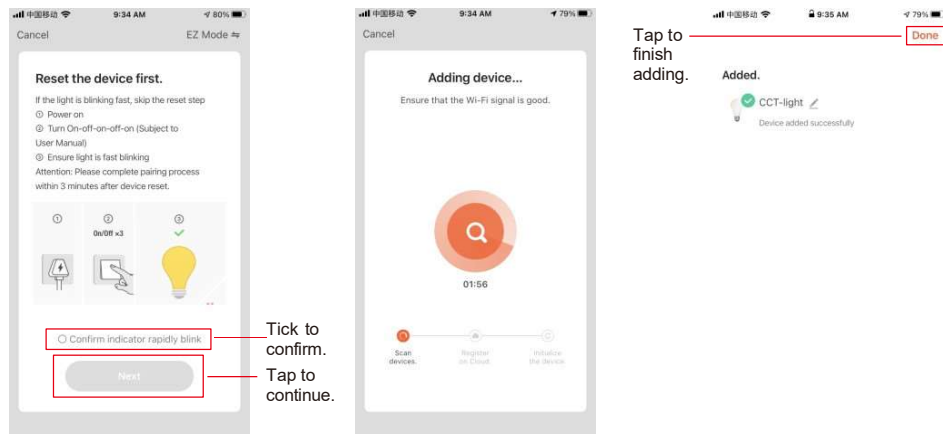 中国移动 9:34 AM 80%
Cancel EZ Mode
Reset the device first.
If the light is blinking fast, skip the reset step
① Power on
② Turn On-off-on-off-on (Subject to
User Manual)
③ Ensure light is fast blinking
Attention: Please complete pairing process
within 3 minutes after device reset.
① ② ③
On/Off ×3
Confirm indicator rapidly blink
Next
Tick to
confirm.
Tap to
continue.
中国移动 9:34 AM 79%
Cancel
Adding device...
Ensure that the Wi-Fi signal is good.
01:56
Scan
devices.
Register
on Cloud
Initialize
the device.
Tap to
finish
adding.
中国移动 9:35 AM 79%
Done
Added.
CCT-light
Device added successfully